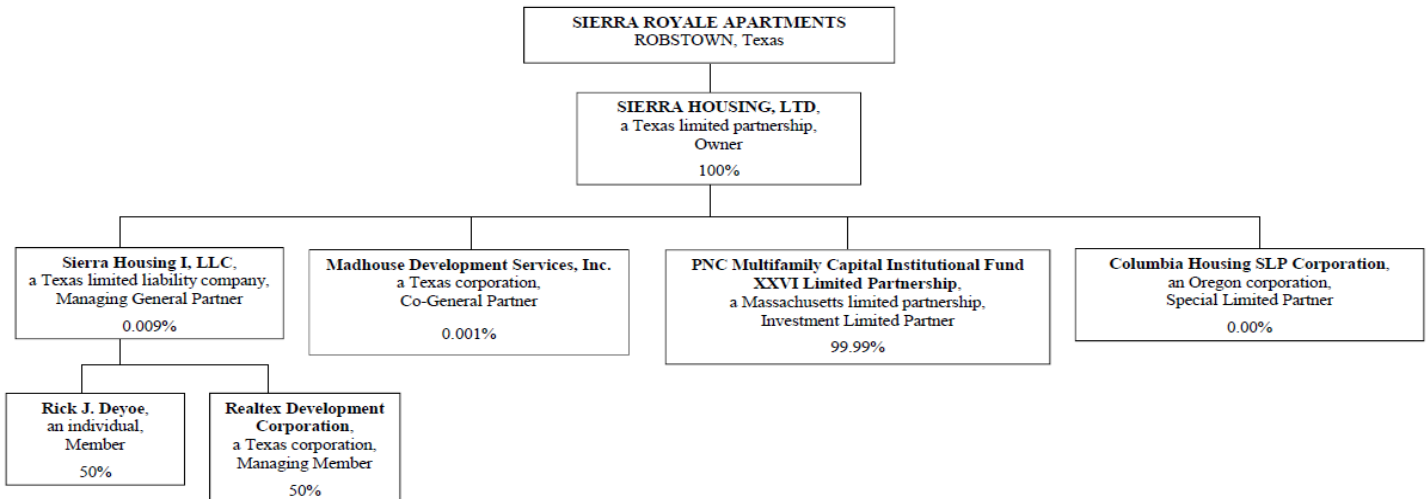 SIERRA ROYALE APARTMENTS
ROBSTOWN, Texas
SIERRA HOUSING, LTD,
a Texas limited partnership,
Owner
100%
Sierra Housing I, LLC,
a Texas limited liability company,
Managing General Partner
0.009%
Madhouse Development Services, Inc.
a Texas corporation,
Co-General Partner
0.001%
PNC Multifamily Capital Institutional Fund
XXVI Limited Partnership,
a Massachusetts limited partnership,
Investment Limited Partner
99.99%
Columbia Housing SLP Corporation,
an Oregon corporation,
Special Limited Partner
0.00%
Rick J. Deyoe,
an individual,
Member
50%
Realtex Development
Corporation,
a Texas corporation,
Managing Member
50%